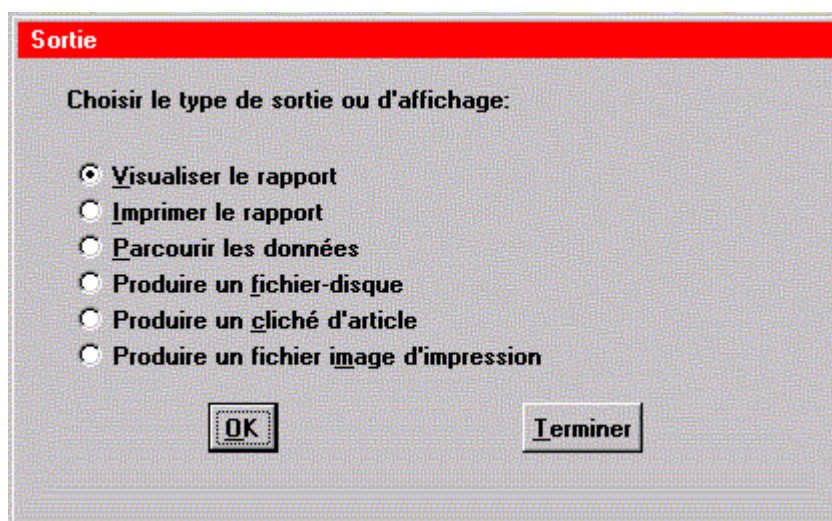 Sortie
Choisir le type de sortie ou d'affichage:
Visualiser le rapport
Imprimer le rapport
Parcourir les données
Produire un fichier-disque
Produire un cliché d'article
Produire un fichier image d'impression
OK Terminer